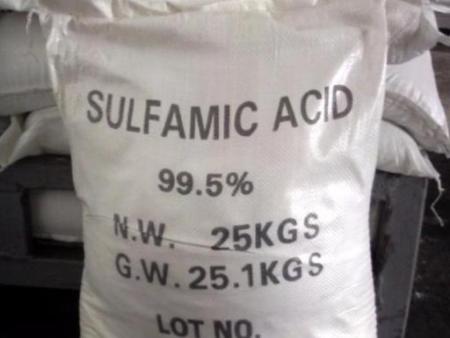 SULFAMIC ACID
99.5%
N.W. 25KGS
G.W. 25.1KGS
LOT NO.